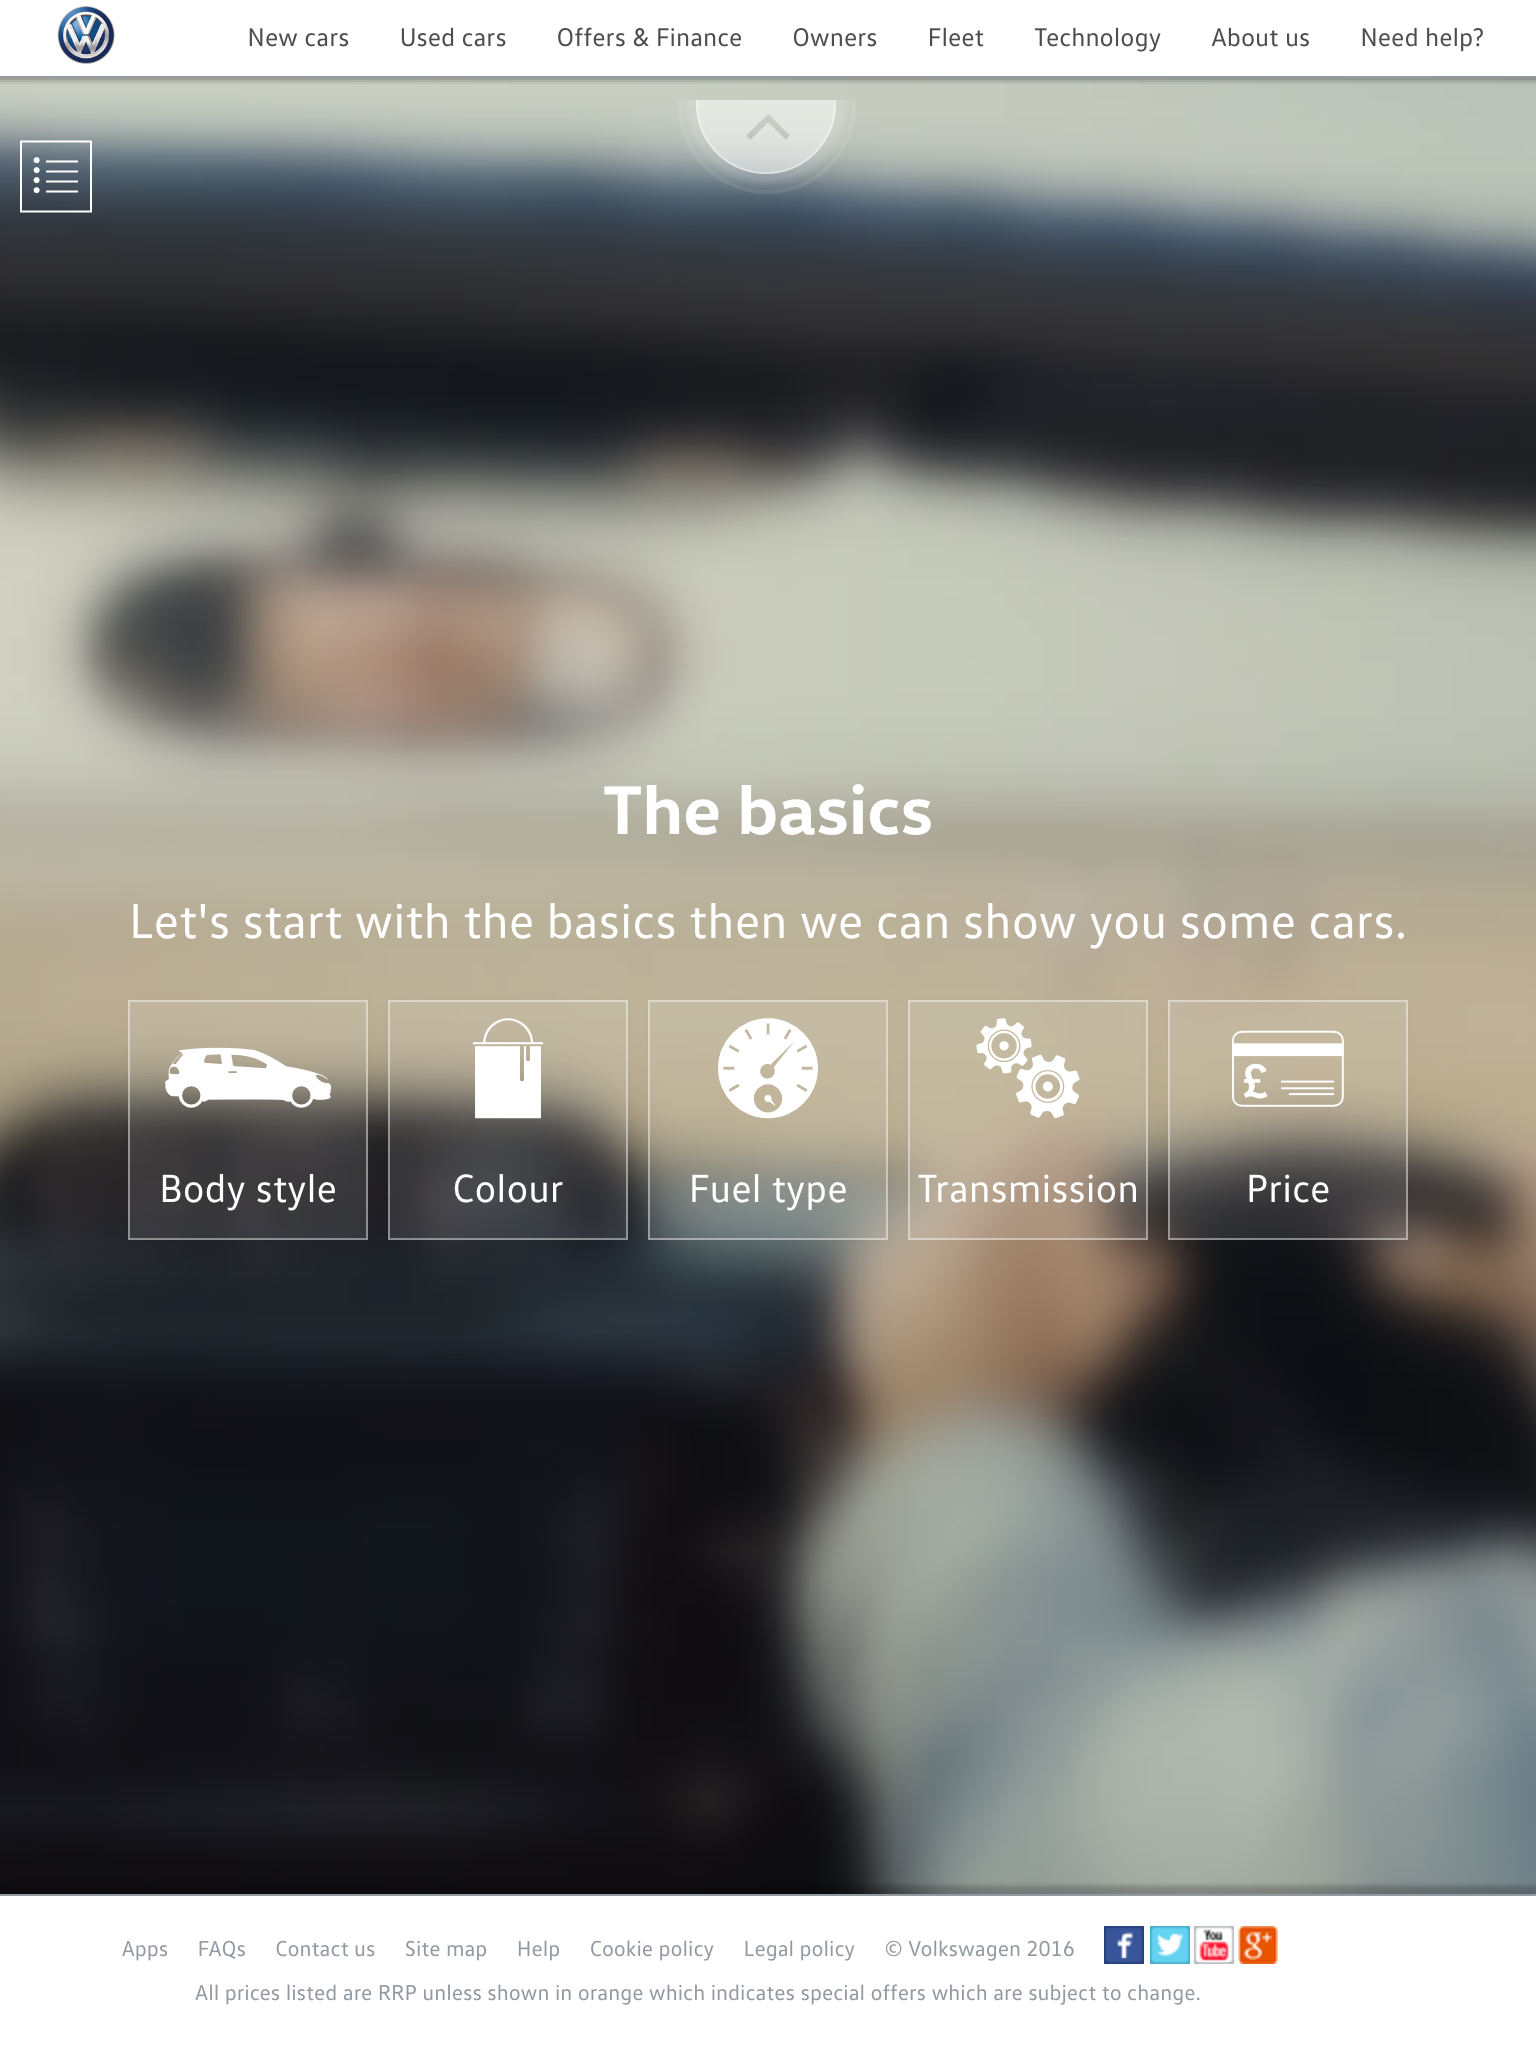 New cars Used cars Offers & Finance Owners Fleet Technology About us Need help?
The basics
Let's start with the basics then we can show you some cars.
Body style Colour Fuel type Transmission £ Price
Apps FAQs Contact us Site map Help Cookie policy Legal policy © Volkswagen 2016 f You Tube g+
All prices listed are RRP unless shown in orange which indicates special offers which are subject to change.